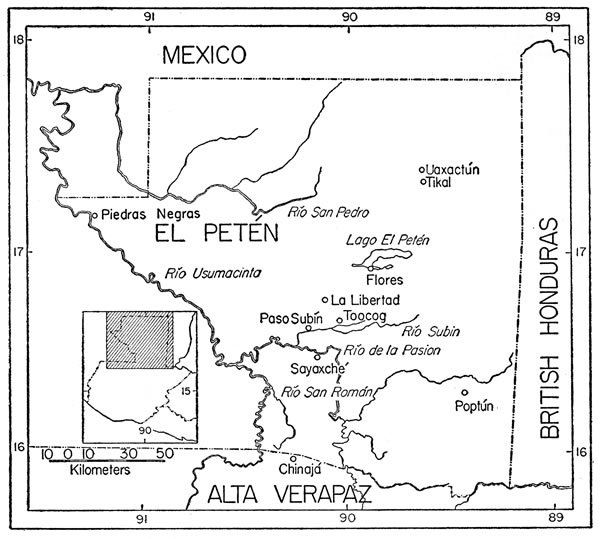 91 90 89
18 18
MEXICO
Uaxactún
Tikal
Piedras Negras
Río San Pedro
EL PETEN
Lago El Petén
17 17
Río Usumacinta
Flores
La Libertad
Toocog
Paso Subín
Río Subin
Río de la Pasion
Sayaxché
Río San Román
BRITISH HONDURAS
Poptún
15
90
16 16
10 0 10 30 50
Kilometers
Chinajá
ALTA VERAPAZ
91 90 89